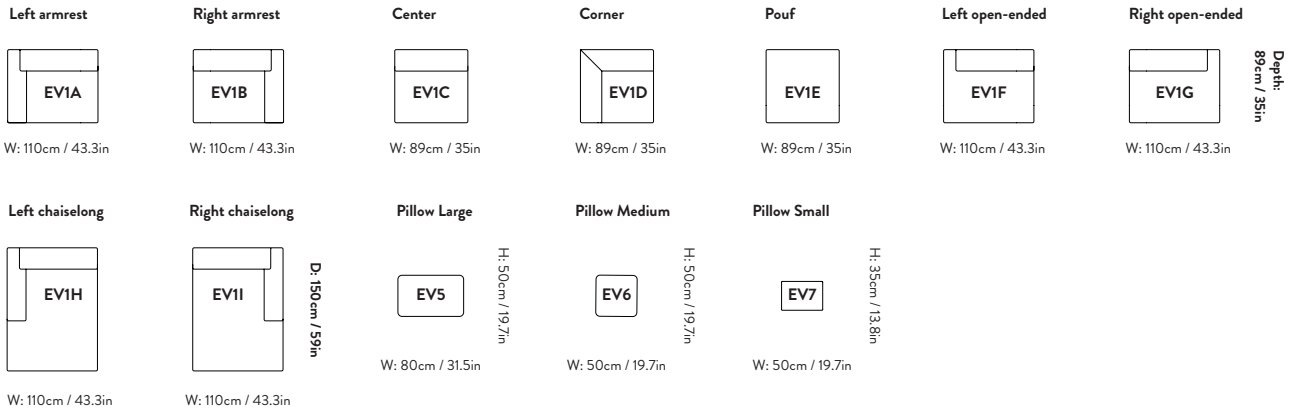 Left armrest
Right armrest
Center
Corner
Pouf
Left open-ended
Right open-ended
EV1A
EV1B
EV1C
EV1D
EV1E
EV1F
EV1G
Depth:
89cm / 35in
W: 110cm / 43.3in
W: 110cm / 43.3in
W: 89cm / 35in
W: 89cm / 35in
W: 89cm / 35in
W: 110cm / 43.3in
W: 110cm / 43.3in
Left chaiselong
Right chaiselong
Pillow Large
Pillow Medium
Pillow Small
EV1H
EV1I
D: 150cm / 59in
EV5
H: 50cm / 19.7in
EV6
H: 50cm / 19.7in
EV7
H: 35cm / 13.8in
W: 80cm / 31.5in
W: 50cm / 19.7in
W: 50cm / 19.7in
W: 110cm / 43.3in
W: 110cm / 43.3in